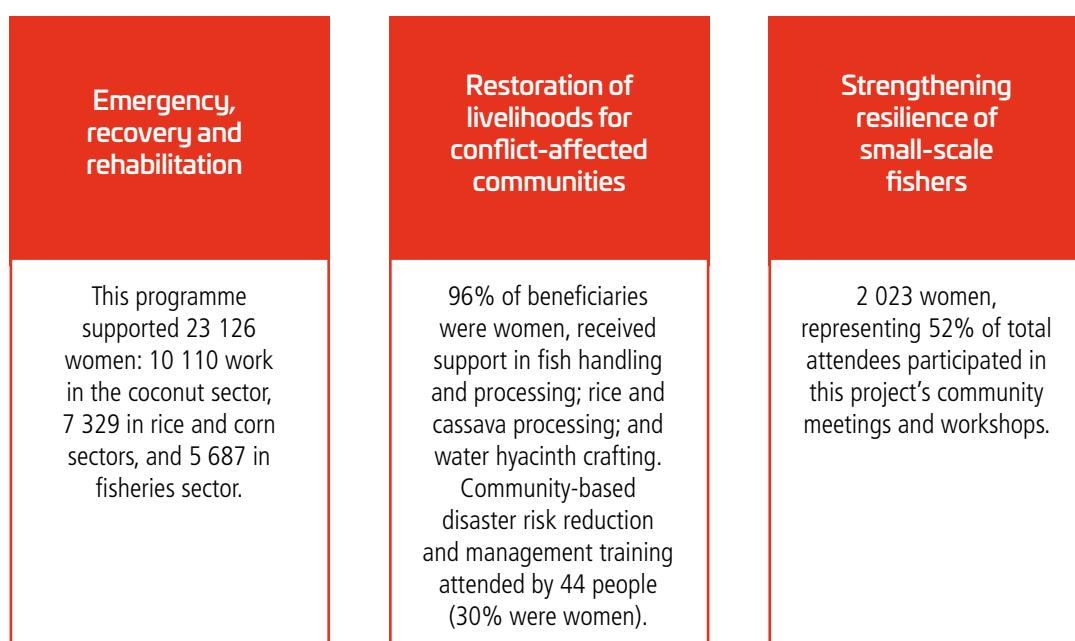 Emergency,
recovery and
rehabilitation
This programme
supported 23 126
women: 10 110 work
in the coconut sector,
7 329 in rice and corn
sectors, and 5 687 in
fisheries sector.
Restoration of
livelihoods for
conflict-affected
communities
96% of beneficiaries
were women, received
support in fish handling
and processing; rice and
cassava processing; and
water hyacinth crafting.
Community-based
disaster risk reduction
and management training
attended by 44 people
(30% were women).
Strengthening
resilience of
small-scale
fishers
2 023 women,
representing 52% of total
attendees participated in
this project’s community
meetings and workshops.